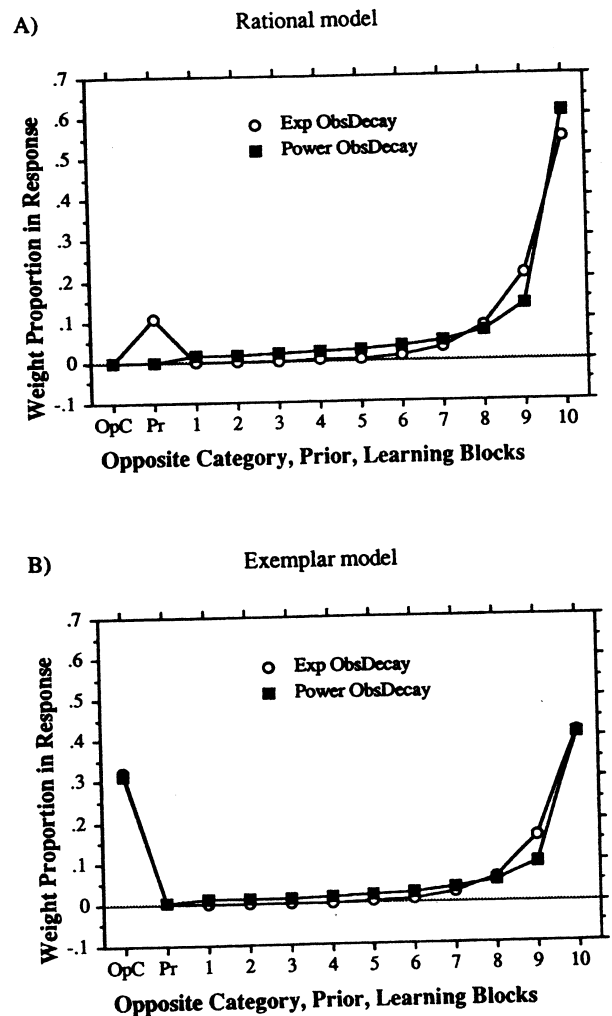 A)
Rational model
.7
.6
.5
.4
.3
.2
.1
0
-.1
Weight Proportion in Response
Exp ObsDecay
Power ObsDecay
OpC Pr 1 2 3 4 5 6 7 8 9 10
Opposite Category, Prior, Learning Blocks
B)
Exemplar model
.7
.6
.5
.4
.3
.2
.1
0
-.1
Weight Proportion in Response
Exp ObsDecay
Power ObsDecay
OpC Pr 1 2 3 4 5 6 7 8 9 10
Opposite Category, Prior, Learning Blocks